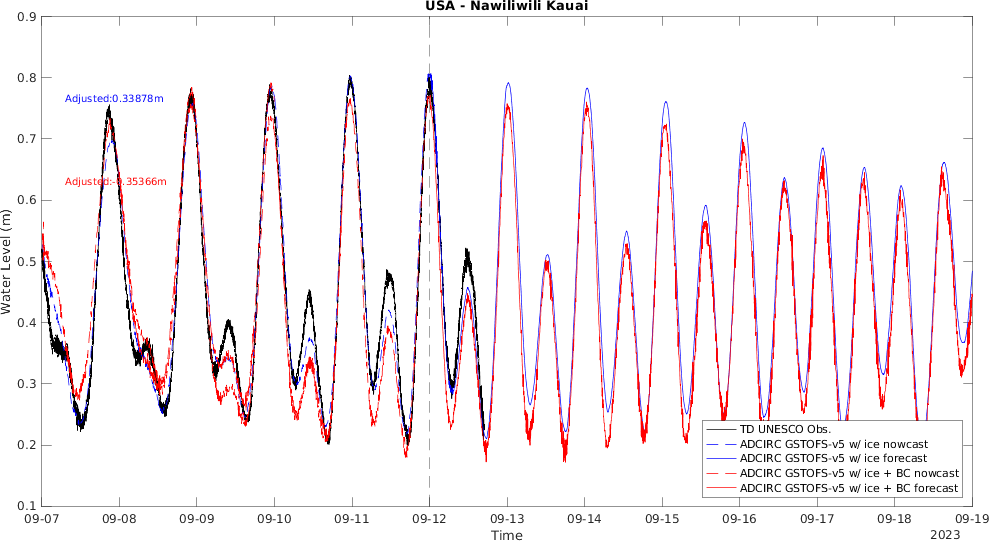 USA - Nawiliwili Kauai
0.9
0.8
0.7
0.6
0.5
0.4
0.3
0.2
0.1
Water Level (m)
Adjusted:0.33878m
Adjusted:-0.35366m
TD UNESCO Obs.
ADCIRC GSTOFS-v5 w/ ice nowcast
ADCIRC GSTOFS-v5 w/ ice forecast
ADCIRC GSTOFS-v5 w/ ice + BC nowcast
ADCIRC GSTOFS-v5 w/ ice + BC forecast
09-07 09-08 09-09 09-10 09-11 09-12 09-13 09-14 09-15 09-16 09-17 09-18 09-19
Time
2023